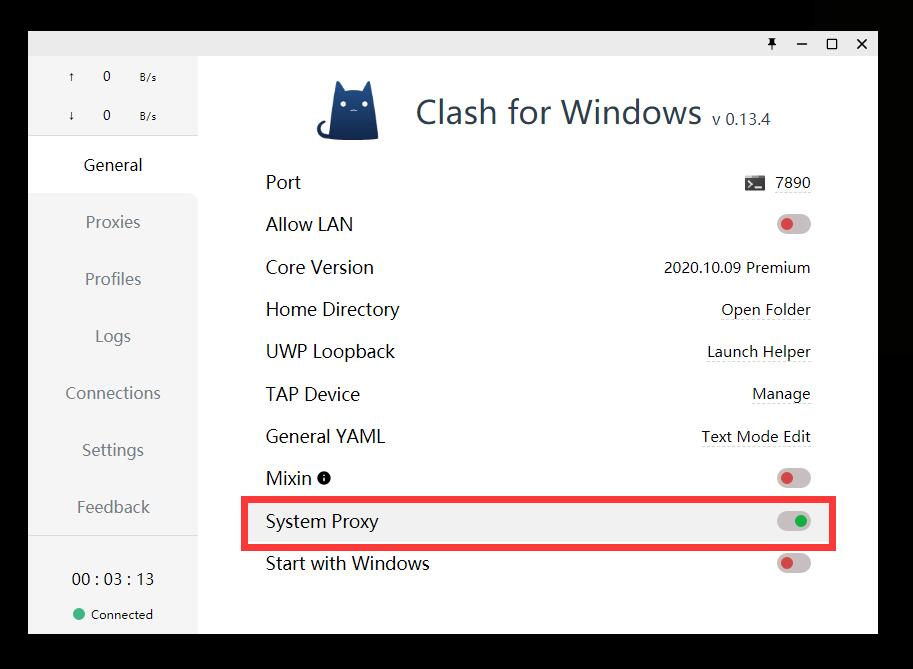 ↑ 0 B/s
↓ 0 B/s
General
Proxies
Profiles
Logs
Connections
Settings
Feedback
00 : 03 : 13
Connected
Clash for Windows v 0.13.4
Port 7890
Allow LAN
Core Version 2020.10.09 Premium
Home Directory Open Folder
UWP Loopback Launch Helper
TAP Device Manage
General YAML Text Mode Edit
Mixin
System Proxy
Start with Windows